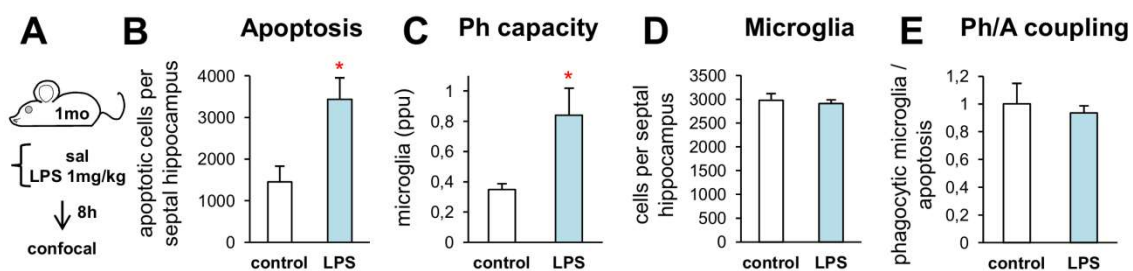 A
1mo
sal
LPS 1mg/kg
8h
confocal
B
Apoptosis
apoptotic cells per
septal hippocampus
4000
3000
2000
1000
0
*
control LPS
C
Ph capacity
microglia (ppu)
1
0,8
0,6
0,4
0,2
0
*
control LPS
D
Microglia
cells per septal
hippocampus
3500
3000
2500
2000
1500
1000
500
0
control LPS
E
Ph/A coupling
phagocytic microglia /
apoptosis
1,2
1
0,8
0,6
0,4
0,2
0
control LPS